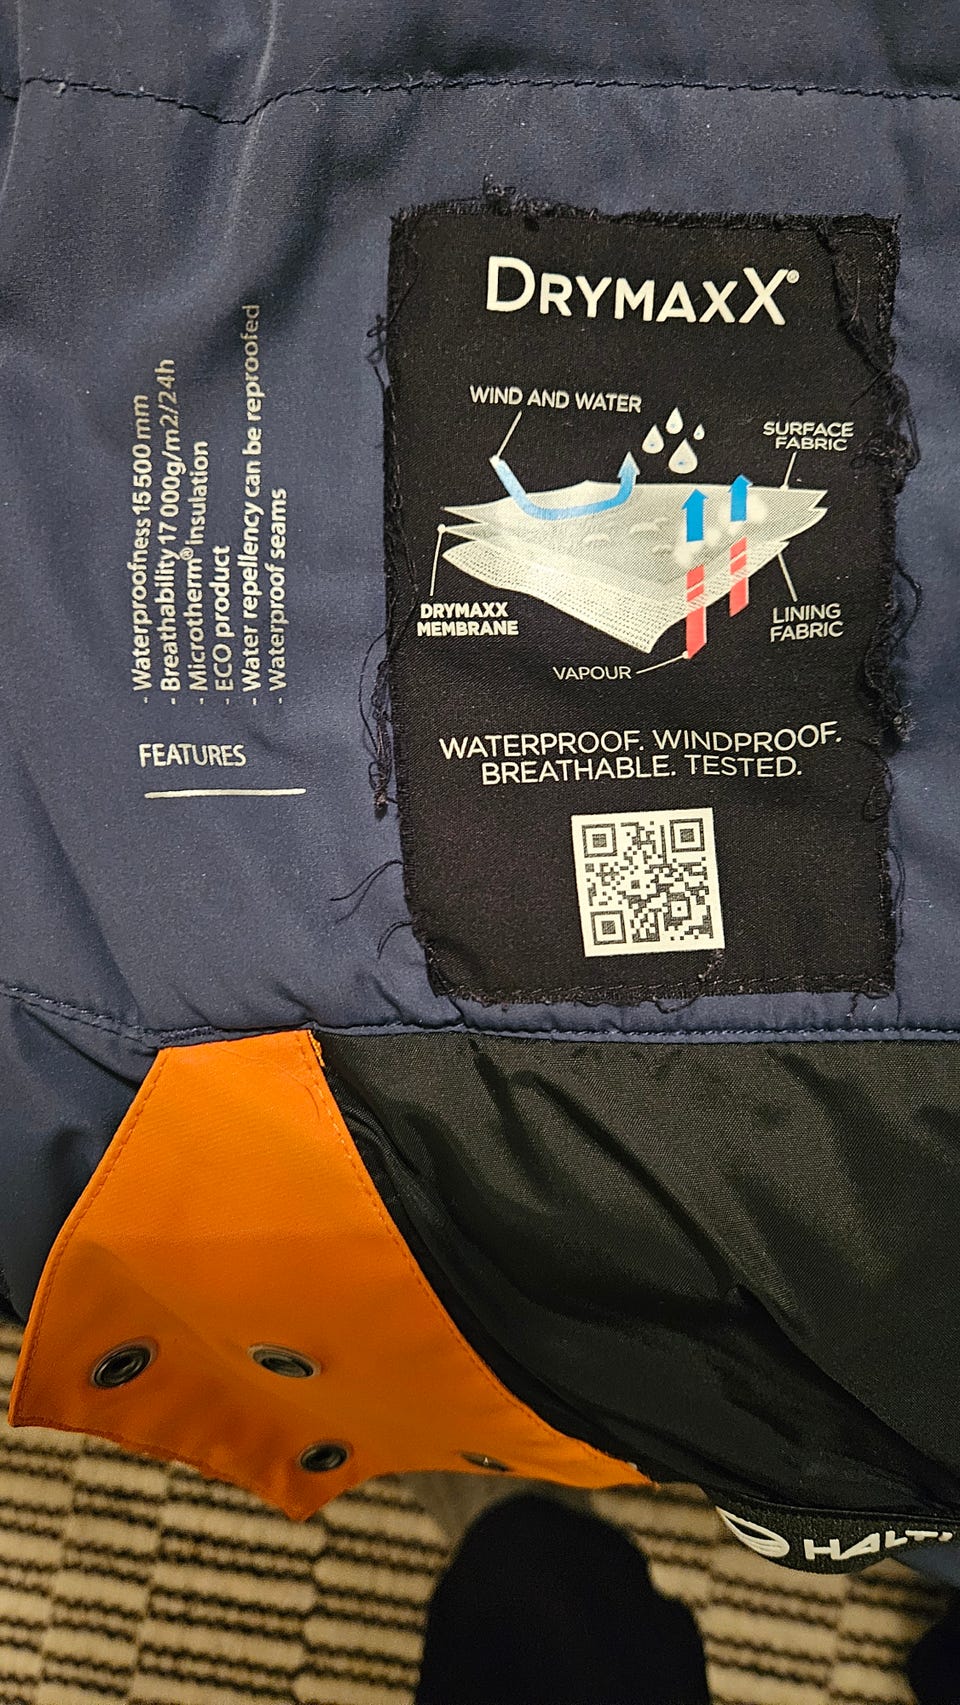 DRYMAXX®
WIND AND WATER
SURFACE
FABRIC
DRYMAXX
MEMBRANE
LINING
FABRIC
VAPOUR
WATERPROOF. WINDPROOF.
BREATHABLE. TESTED.
FEATURES
- Waterproofness 15 500 mm
- Breathability 17 000g/m2/24h
- Microtherm® Insulation
- ECO product
- Water repellency can be reproofed
- Waterproof seams
HALTI